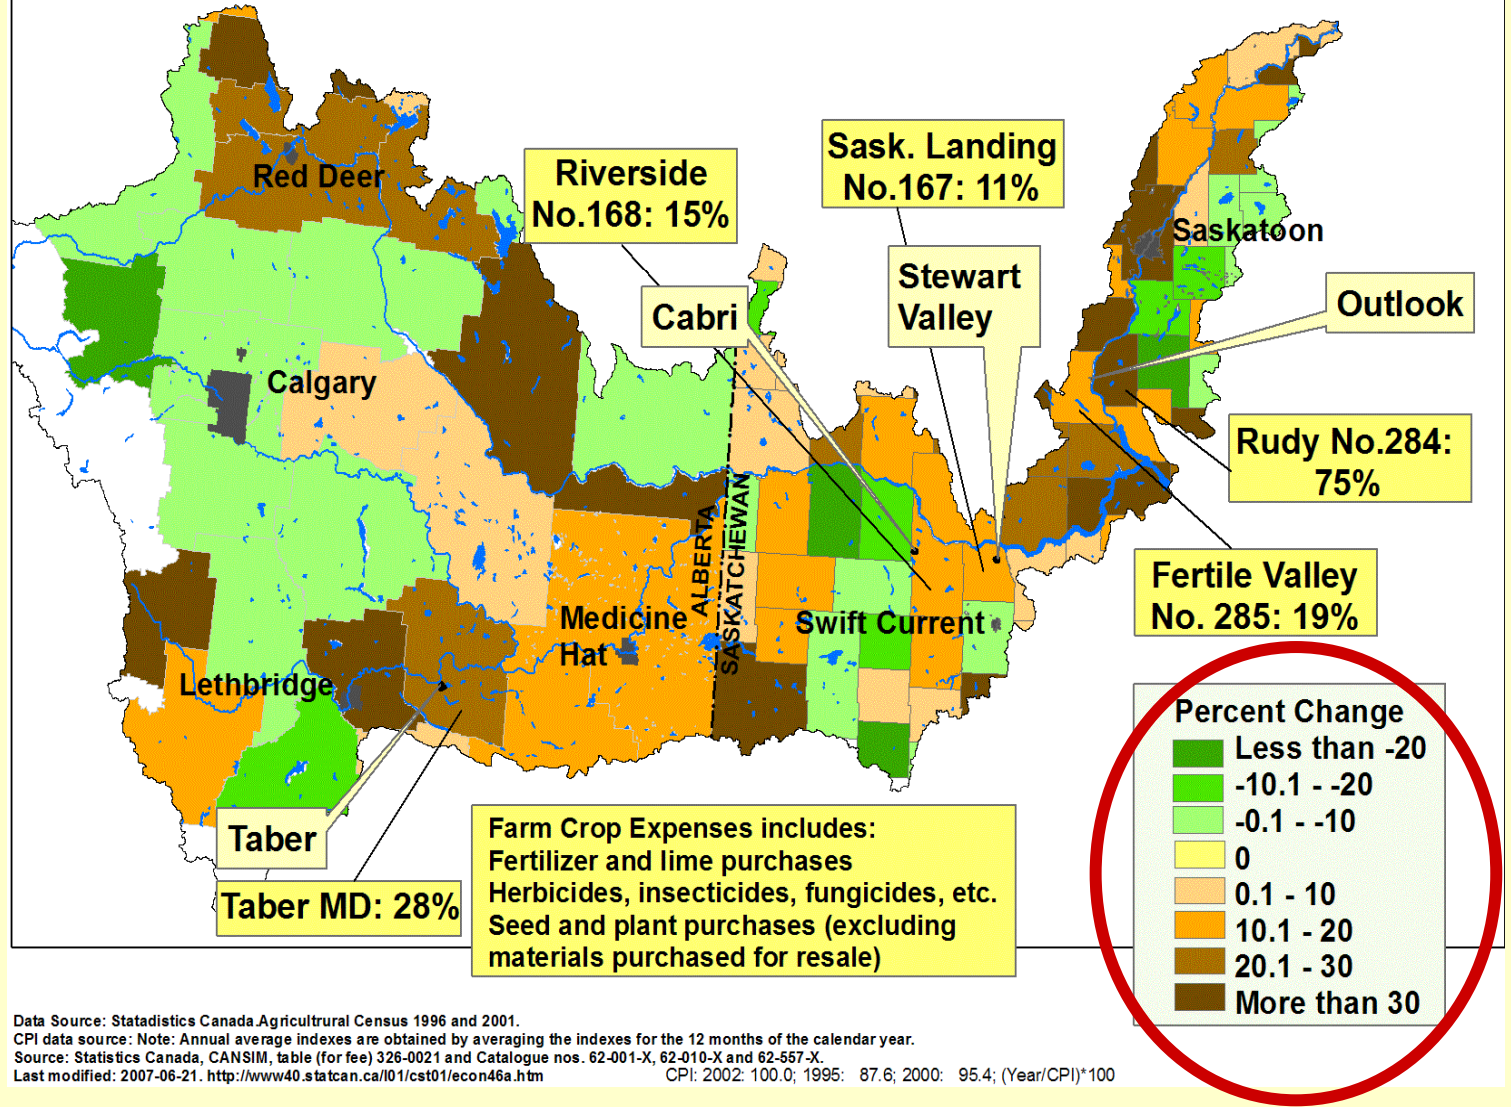 Red Deer
Riverside
No.168: 15%
Sask. Landing
No.167: 11%
Saskatoon
Stewart
Valley
Cabri
Outlook
Calgary
Rudy No.284:
75%
ALBERTA
SASKATCHEWAN
Fertile Valley
No. 285: 19%
Medicine
Hat
Swift Current
Lethbridge
Taber
Taber MD: 28%
Farm Crop Expenses includes:
Fertilizer and lime purchases
Herbicides, insecticides, fungicides, etc.
Seed and plant purchases (excluding
materials purchased for resale)
Percent Change
Less than -20
-10.1 - -20
-0.1 - -10
0
0.1 - 10
10.1 - 20
20.1 - 30
More than 30
Data Source: Statadistics Canada.Agricultrural Census 1996 and 2001.
CPI data source: Note: Annual average indexes are obtained by averaging the indexes for the 12 months of the calendar year.
Source: Statistics Canada, CANSIM, table (for fee) 326-0021 and Catalogue nos. 62-001-X, 62-010-X and 62-557-X.
Last modified: 2007-06-21. http://www40.statcan.ca/l01/cst01/econ46a.htm
CPI: 2002: 100.0; 1995: 87.6; 2000: 95.4; (Year/CPI)*100